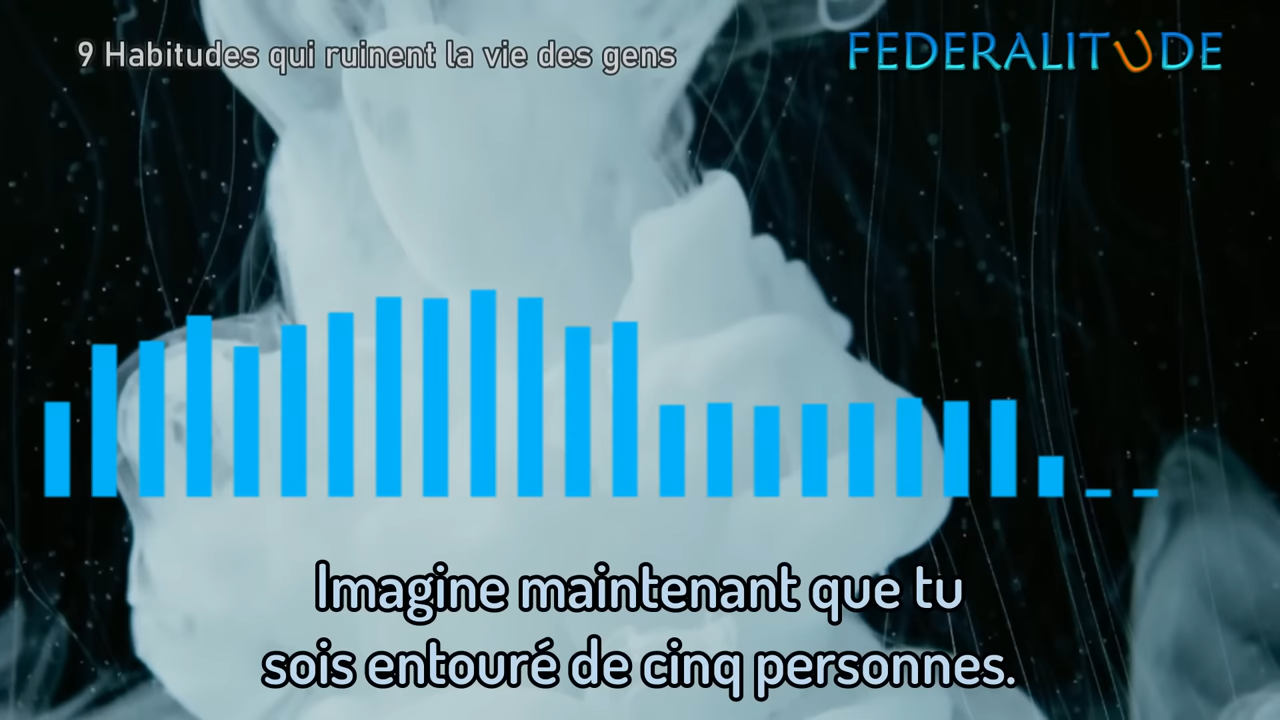 9 Habitudes qui ruinent la vie des gens
FEDERALITUDE
Imagine maintenant que tu
sois entouré de cinq personnes.